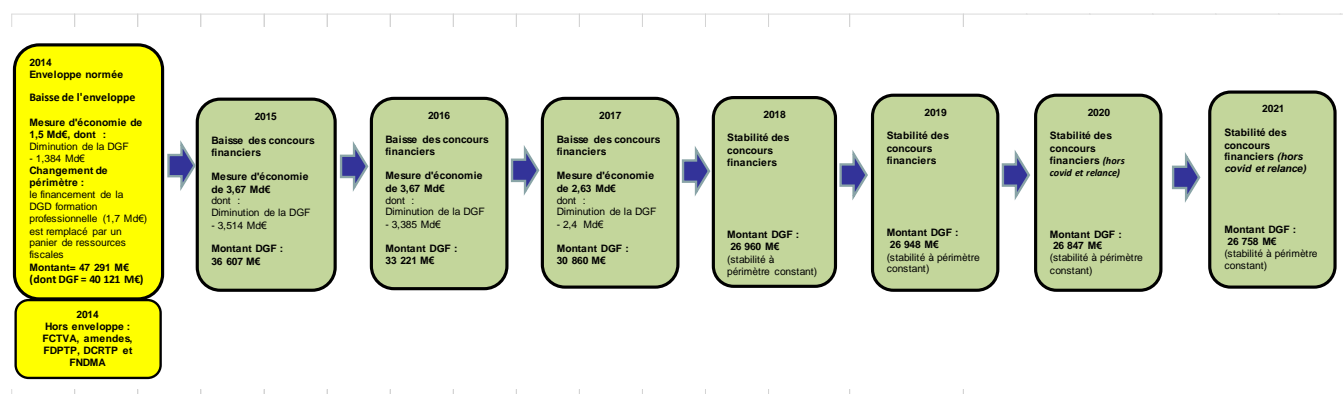 2014
Enveloppe normée
Baisse de l'enveloppe
Mesure d'économie de
1,5 Md€, dont :
Diminution de la DGF
- 1,384 Md€
Changement de
périmètre :
le financement de la
DGD formation
professionnelle (1,7 Md€)
est remplacé par un
panier de ressources
fiscales
Montant= 47 291 M€
(dont DGF = 40 121 M€)
2014
Hors enveloppe :
FCTVA, amendes,
FDPTP, DCRTP et
FNDMA
2015
Baisse des concours
financiers
Mesure d'économie
de 3,67 Md€
dont :
Diminution de la DGF
- 3,514 Md€
Montant DGF :
36 607 M€
2016
Baisse des concours
financiers
Mesure d'économie
de 3,67 Md€
dont :
Diminution de la DGF
- 3,385 Md€
Montant DGF :
33 221 M€
2017
Baisse des concours
financiers
Mesure d'économie
de 2,63 Md€
dont :
Diminution de la DGF
- 2,4 Md€
Montant DGF :
30 860 M€
2018
Stabilité des
concours
financiers
Montant DGF :
26 960 M€
(stabilité à
périmètre constant)
2019
Stabilité des
concours
financiers
Montant DGF :
26 948 M€
(stabilité à périmètre
constant)
2020
Stabilité des
concours
financiers (hors
covid et relance)
Montant DGF :
26 847 M€
(stabilité à périmètre
constant)
2021
Stabilité des
concours
financiers (hors
covid et relance)
Montant DGF :
26 758 M€
(stabilité à périmètre
constant)